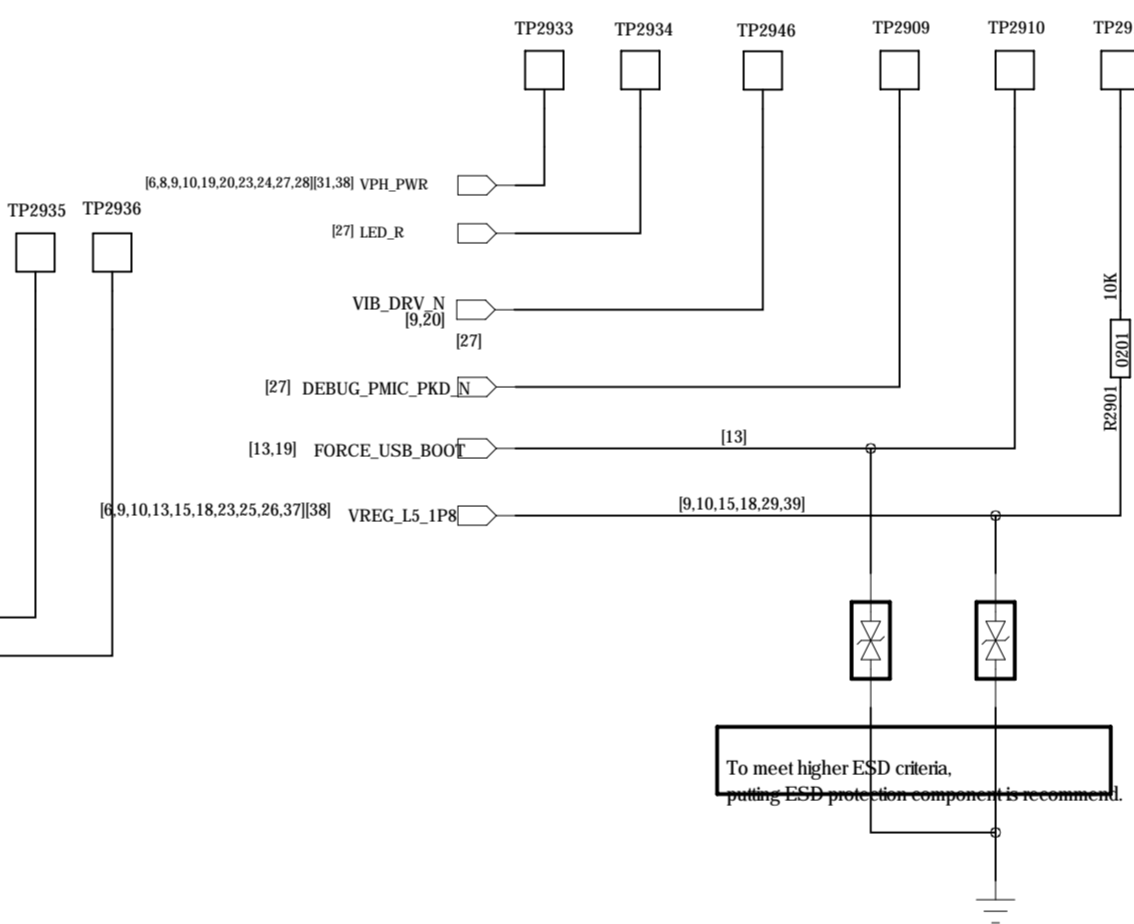 TP2933
TP2934
TP2946
TP2909
TP2910
TP29
[6,8,9,10,19,20,23,24,27,28][31,38] VPH_PWR
TP2935
TP2936
[27] LED_R
10K
VIB_DRV_N
[9,20]
[27]
0201
[27] DEBUG_PMIC_PKD_N
R2901
[13,19] FORCE_USB_BOOT
[13]
[6,9,10,13,15,18,23,25,26,37][38] VREG_L5_1P8
[9,10,15,18,29,39]
To meet higher ESD criteria,
putting ESD protection component is recommend.